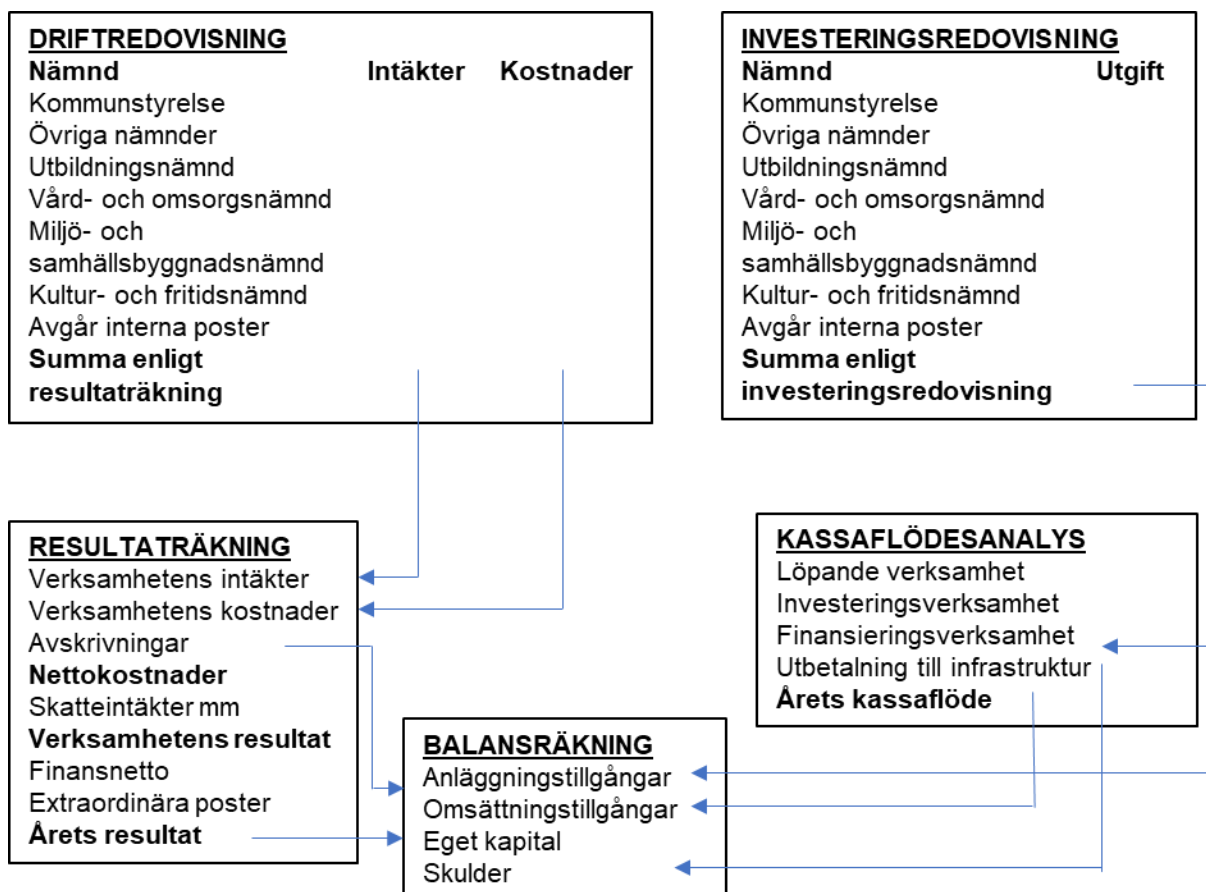 DRIFTREDOVISNING
Nämnd Intäkter Kostnader
Kommunstyrelse
Övriga nämnder
Utbildningsnämnd
Vård- och omsorgsnämnd
Miljö- och
samhällsbyggnadsnämnd
Kultur- och fritidsnämnd
Avgår interna poster
Summa enligt
resultaträkning
INVESTERINGSREDOVISNING
Nämnd Utgift
Kommunstyrelse
Övriga nämnder
Utbildningsnämnd
Vård- och omsorgsnämnd
Miljö- och
samhällsbyggnadsnämnd
Kultur- och fritidsnämnd
Avgår interna poster
Summa enligt
investeringsredovisning
RESULTATRÄKNING
Verksamhetens intäkter
Verksamhetens kostnader
Avskrivningar
Nettokostnader
Skatteintäkter mm
Verksamhetens resultat
Finansnetto
Extraordinära poster
Årets resultat
KASSAFLÖDESANALYS
Löpande verksamhet
Investeringsverksamhet
Finansieringsverksamhet
Utbetalning till infrastruktur
Årets kassaflöde
BALANSRÄKNING
Anläggningstillgångar
Omsättningstillgångar
Eget kapital
Skulder